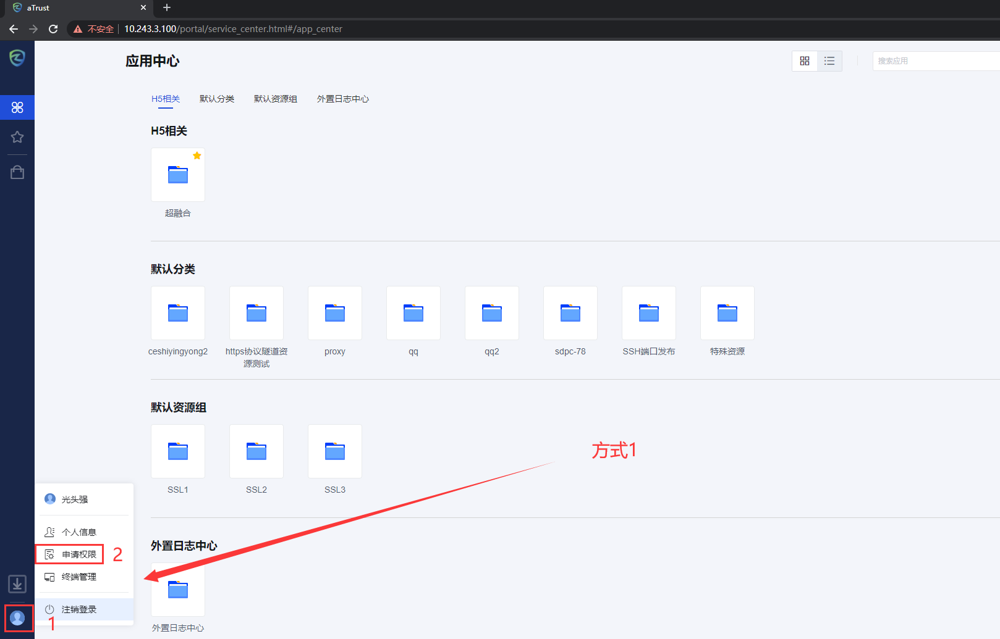 aTrust
不安全 10.243.3.100/portal/service_center.html#/app_center
应用中心
搜索应用
H5相关 默认分类 默认资源组 外置日志中心
H5相关
超融合
默认分类
ceshiyingyong2 https协议隧道资源测试 proxy qq qq2 sdpc-78 SSH端口发布 特殊资源
默认资源组
方式1
SSL1 SSL2 SSL3
光头强
个人信息
外置日志中心
申请权限 2
终端管理
注销登录
1
外置日志中心